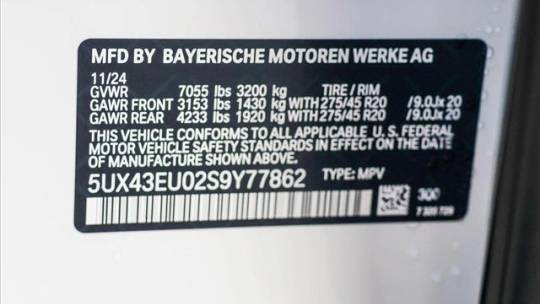 MFD BY BAYERISCHE MOTOREN WERKE AG
11/24
GVWR 7055 lbs 3200 kg TIRE / RIM
GAWR FRONT 3153 lbs 1430 kg WITH 275/45 R20 /9.0Jx 20
GAWR REAR 4233 lbs 1920 kg WITH 275/45 R20 /9.0Jx 20
THIS VEHICLE CONFORMS TO ALL APPLICABLE U. S. FEDERAL
MOTOR VEHICLE SAFETY STANDARDS IN EFFECT ON THE DATE
OF MANUFACTURE SHOWN ABOVE.
5UX43EU02S9Y77862 TYPE: MPV
300